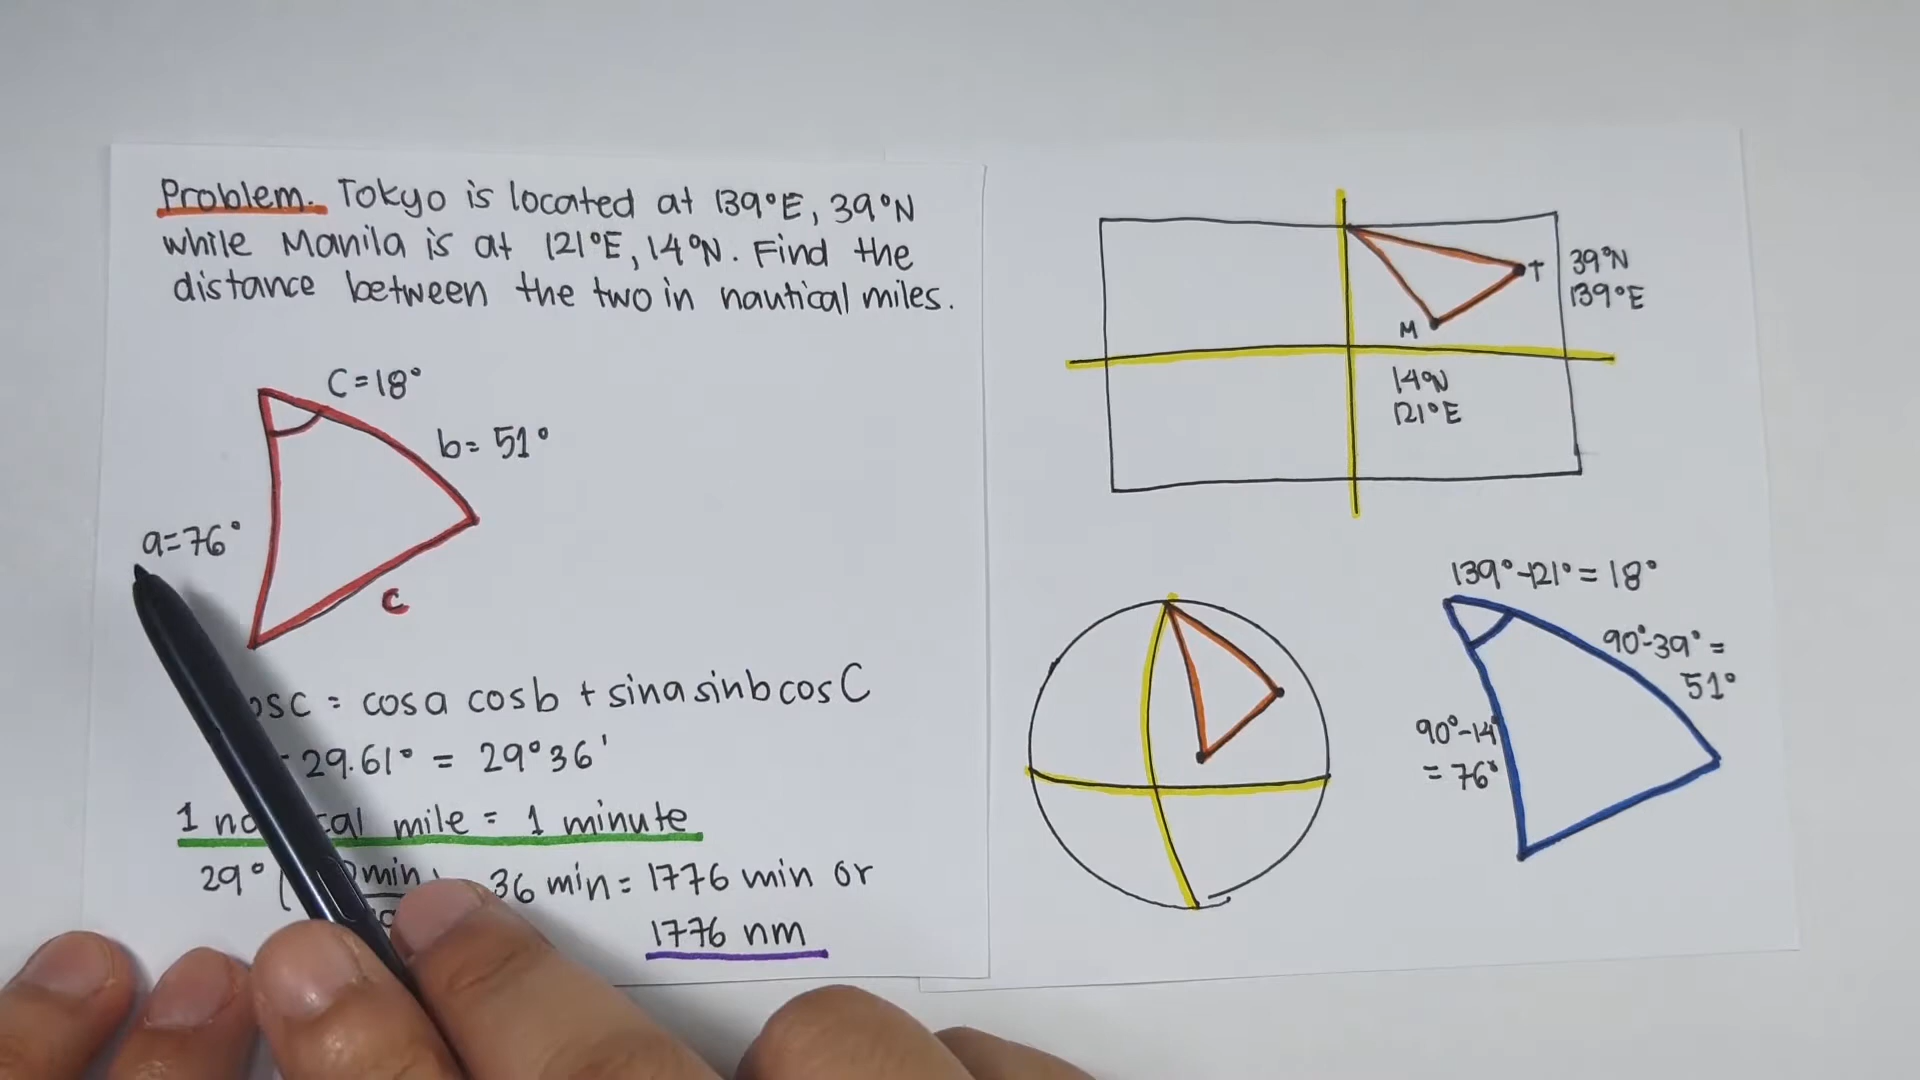 Problem. Tokyo is located at 139°E, 39°N
while Manila is at 121°E, 14°N. Find the
distance between the two in nautical miles.
C=18°
b= 51°
a=76°
c
= cosa cosb + sina sinb cosC
29.61° = 29°36'
1 mile = 1 minute
29° ( min 36 min = 1776 min or
1776 nm
T
39°N
139°E
M
14°N
121°E
139°-121° = 18°
90°-39° =
51°
90°-14°
= 76°